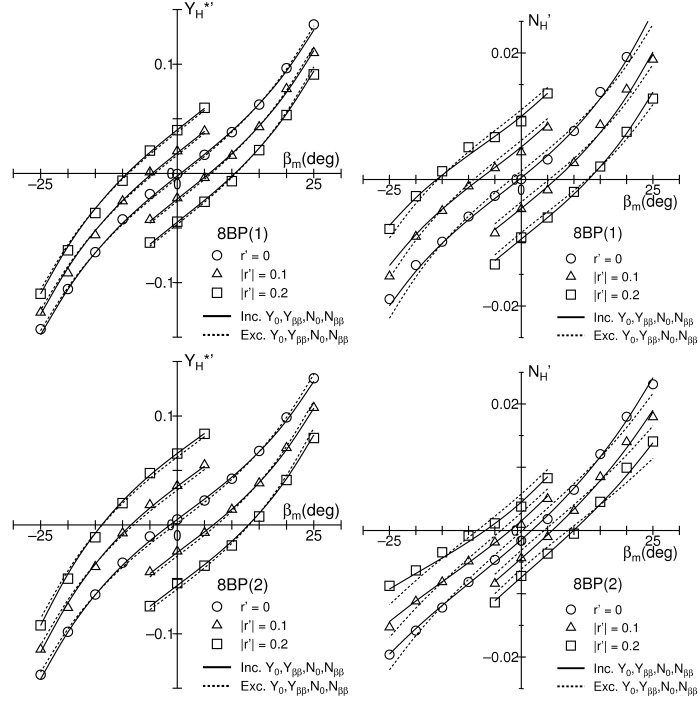 Y_H*'
0.1
β_m(deg)
−25
0
25
−0.1
8BP(1)
r' = 0
|r'| = 0.1
|r'| = 0.2
Inc. Y_0,Y_ββ,N_0,N_ββ
Exc. Y_0,Y_ββ,N_0,N_ββ
N_H'
0.02
β_m(deg)
−25
0
25
−0.02
8BP(1)
r' = 0
|r'| = 0.1
|r'| = 0.2
Inc. Y_0,Y_ββ,N_0,N_ββ
Exc. Y_0,Y_ββ,N_0,N_ββ
Y_H*'
0.1
β_m(deg)
−25
0
25
−0.1
8BP(2)
r' = 0
|r'| = 0.1
|r'| = 0.2
Inc. Y_0,Y_ββ,N_0,N_ββ
Exc. Y_0,Y_ββ,N_0,N_ββ
N_H'
0.02
β_m(deg)
−25
0
25
−0.02
8BP(2)
r' = 0
|r'| = 0.1
|r'| = 0.2
Inc. Y_0,Y_ββ,N_0,N_ββ
Exc. Y_0,Y_ββ,N_0,N_ββ